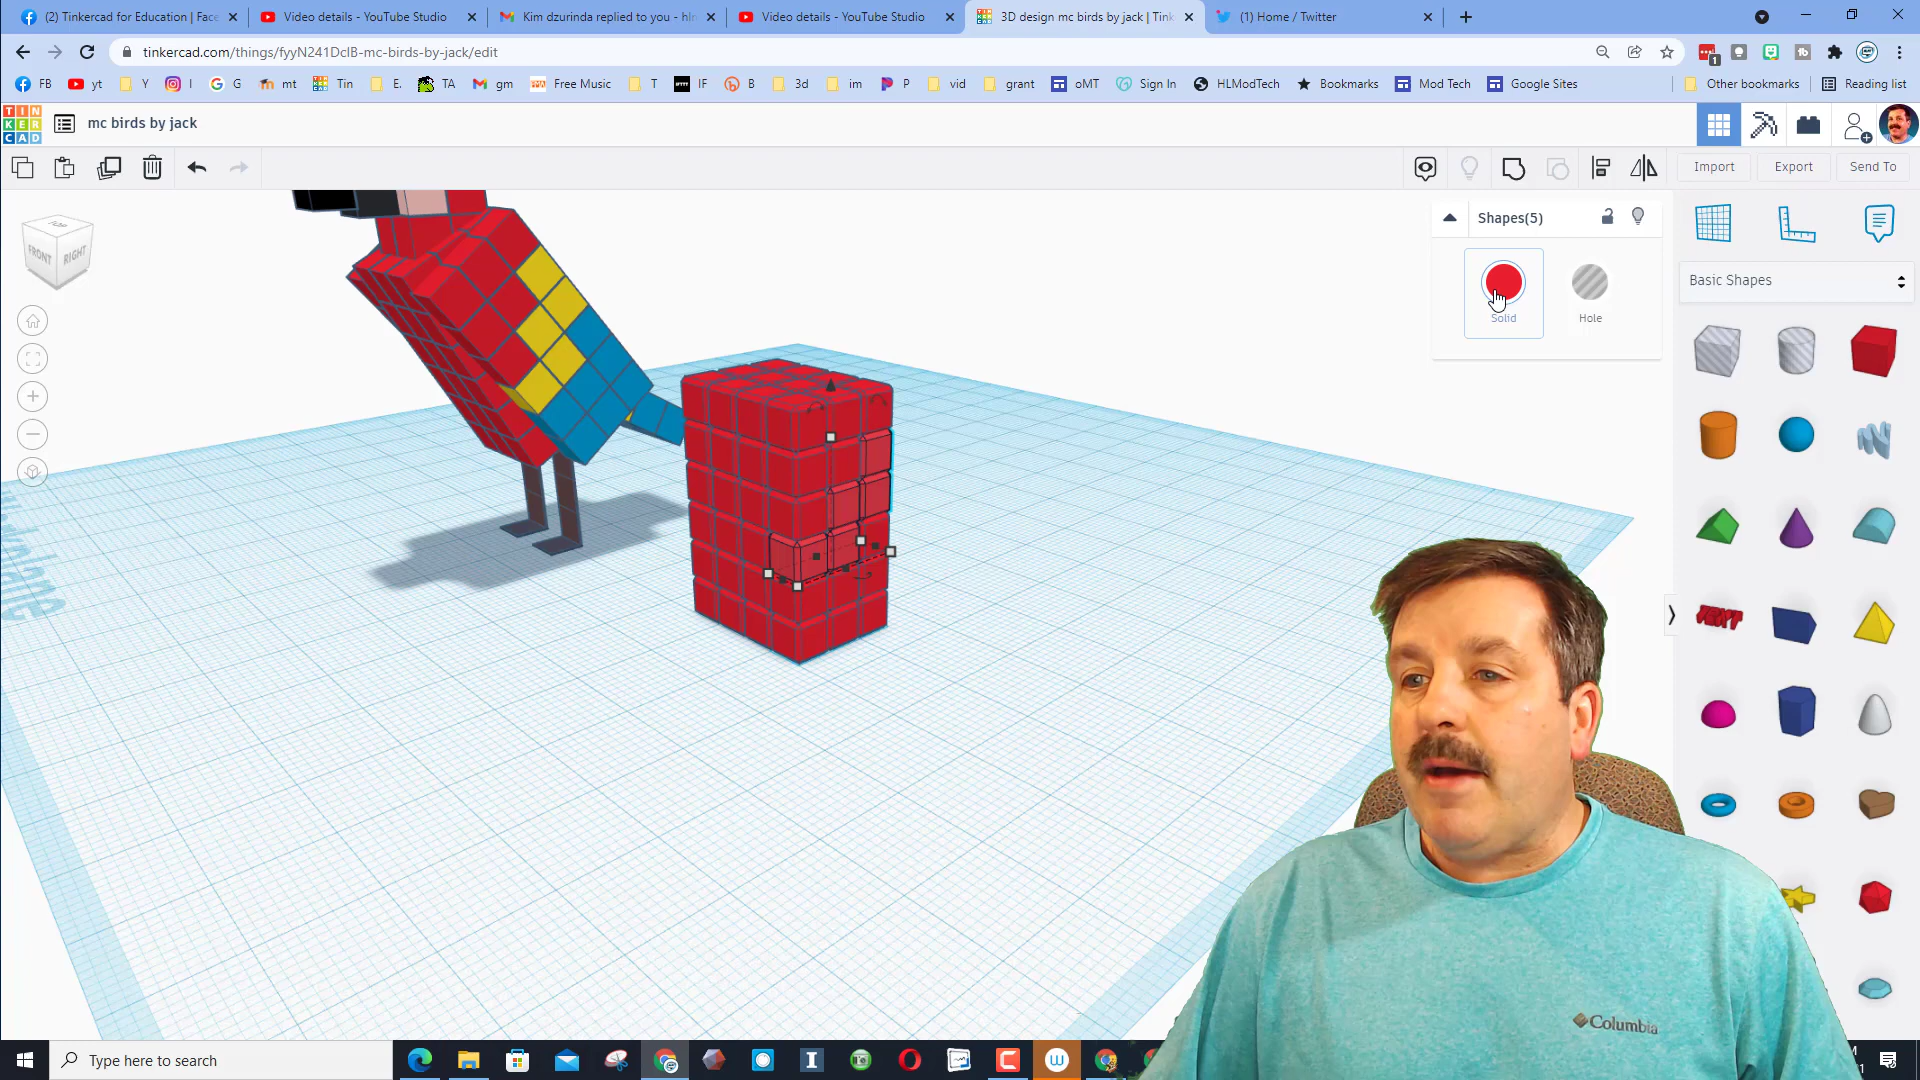 (2) Tinkercad for Education | Face
Video details - YouTube Studio
Kim dzurinda replied to you - hln
Video details - YouTube Studio
3D design mc birds by jack | Tink
(1) Home / Twitter
tinkercad.com/things/fyyN241DclB-mc-birds-by-jack/edit
FB
yt
Y
I
G
mt
Tin
E.
TA
gm
Free Music
T
IF
B
3d
im
P
vid
grant
oMT
Sign In
HLModTech
Bookmarks
Mod Tech
Google Sites
Other bookmarks
Reading list
TIN
KER
CAD
mc birds by jack
Import
Export
Send To
TOP
FRONT
RIGHT
Shapes(5)
Solid
Hole
Basic Shapes
TEXT
Workplane
Columbia
Type here to search